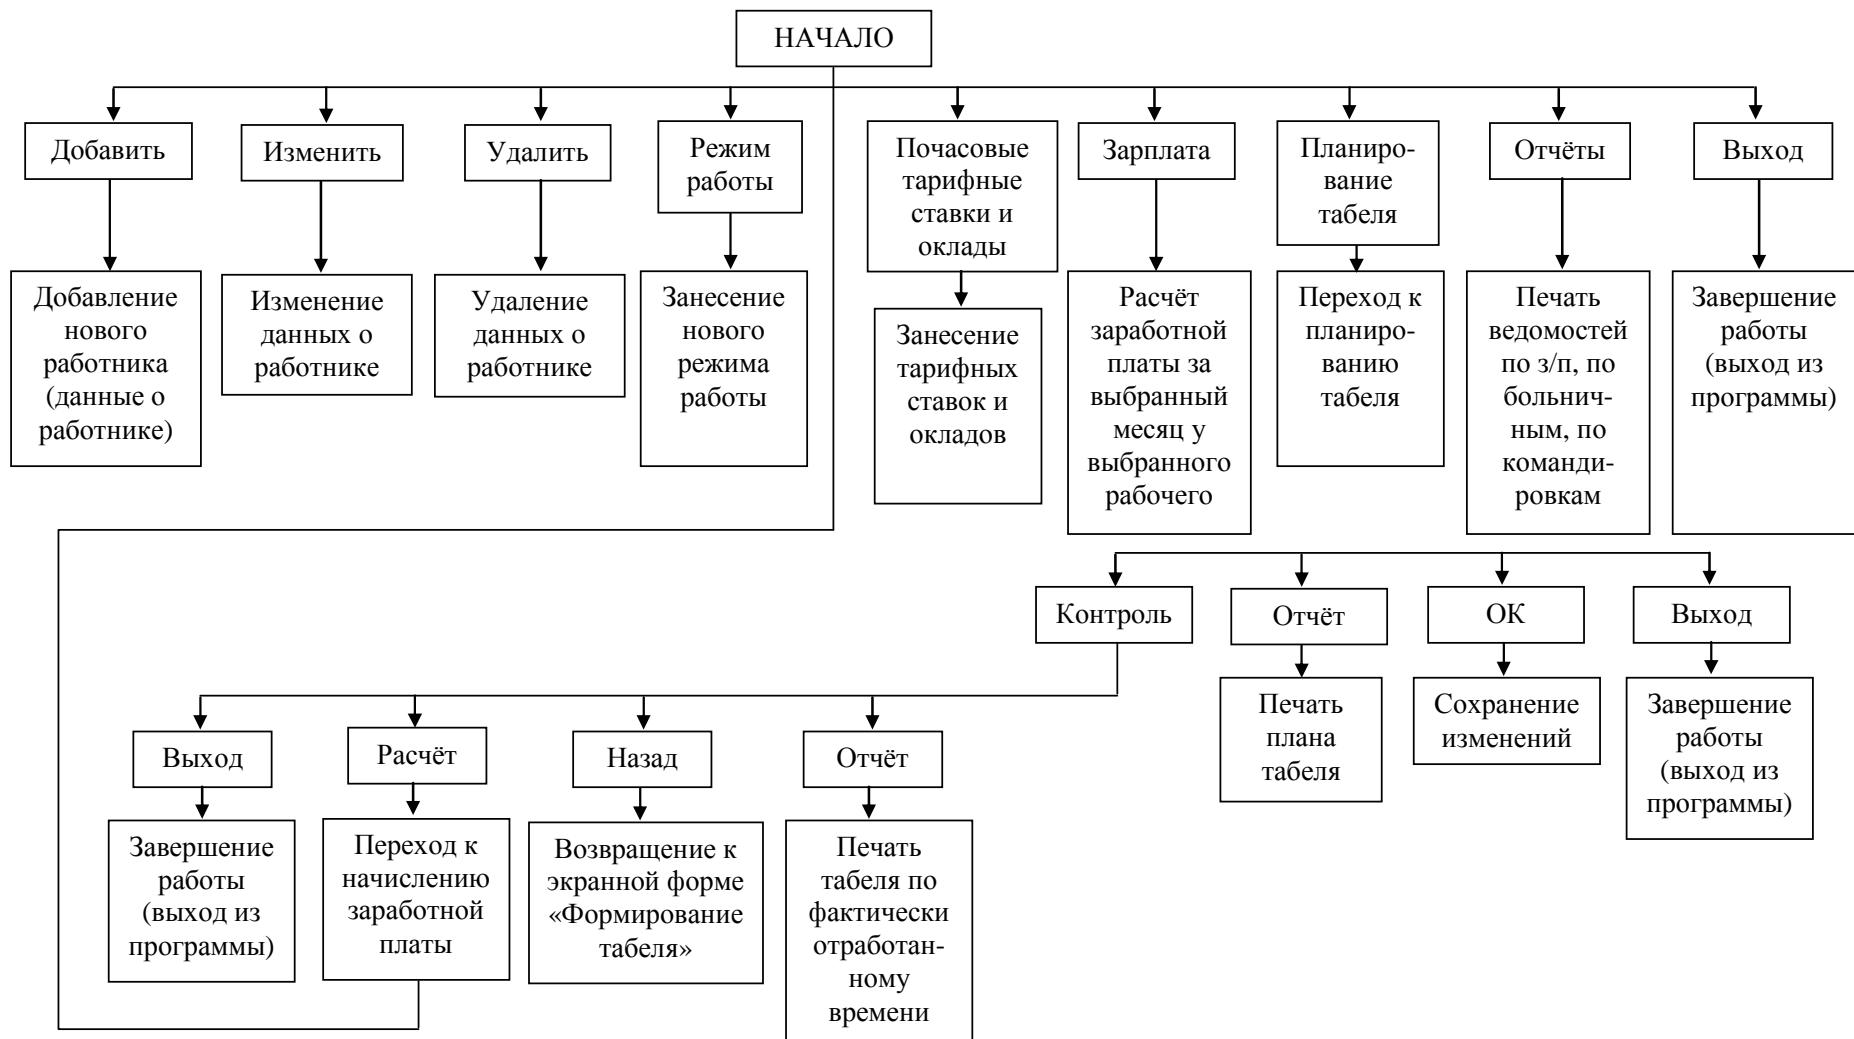 НАЧАЛО
Добавить
Изменить
Удалить
Режим
работы
Почасовые
тарифные
ставки и
оклады
Зарплата
Планиро-
вание
табеля
Отчёты
Выход
Добавление
нового
работника
(данные о
работнике)
Изменение
данных о
работнике
Удаление
данных о
работнике
Занесение
нового
режима
работы
Занесение
тарифных
ставок и
окладов
Расчёт
заработной
платы за
выбранный
месяц у
выбранного
рабочего
Переход к
планиро-
ванию
табеля
Печать
ведомостей
по з/п, по
больнич-
ным, по
команди-
ровкам
Завершение
работы
(выход из
программы)
Контроль
Отчёт
ОК
Выход
Печать
плана
табеля
Сохранение
изменений
Завершение
работы
(выход из
программы)
Выход
Расчёт
Назад
Отчёт
Завершение
работы
(выход из
программы)
Переход к
начислению
заработной
платы
Возвращение к
экранной форме
«Формирование
табеля»
Печать
табеля по
фактически
отработан-
ному
времени